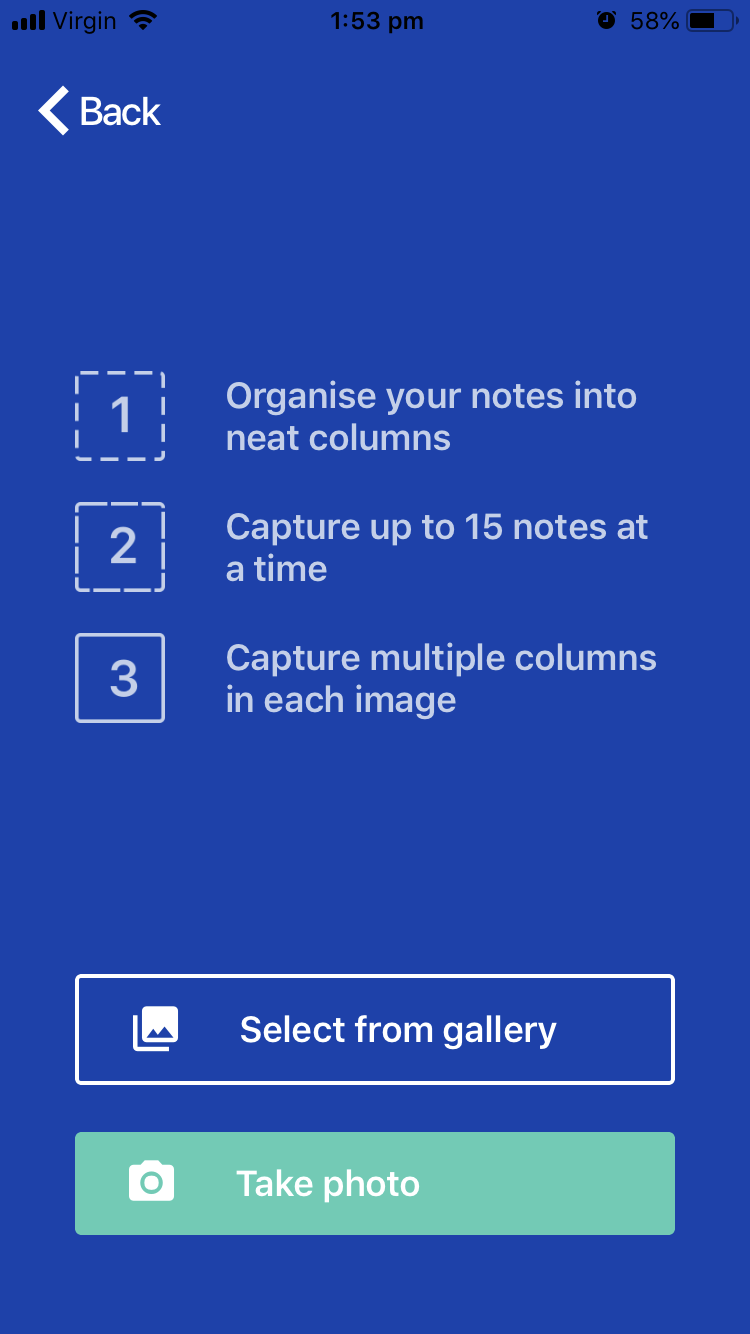 Virgin 1:53 pm 58%
Back
1 Organise your notes into
neat columns
2 Capture up to 15 notes at
a time
3 Capture multiple columns
in each image
Select from gallery
Take photo